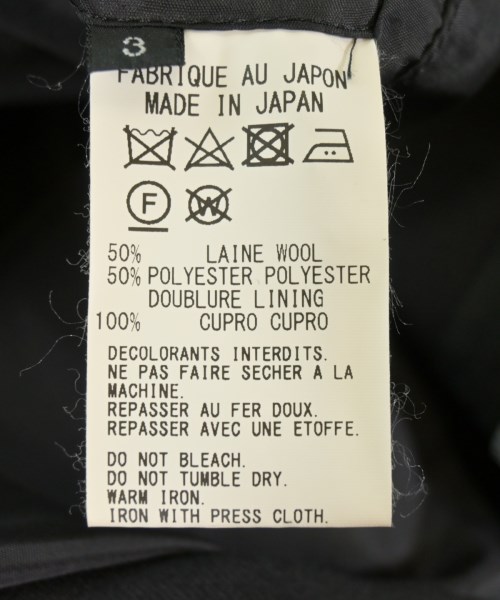 3
FABRIQUE AU JAPON
MADE IN JAPAN
F
W
50% LAINE WOOL
50% POLYESTER POLYESTER
DOUBLURE LINING
100% CUPRO CUPRO
DECOLORANTS INTERDITS.
NE PAS FAIRE SECHER A LA
MACHINE.
REPASSER AU FER DOUX.
REPASSER AVEC UNE ETOFFE.
DO NOT BLEACH.
DO NOT TUMBLE DRY.
WARM IRON.
IRON WITH PRESS CLOTH.